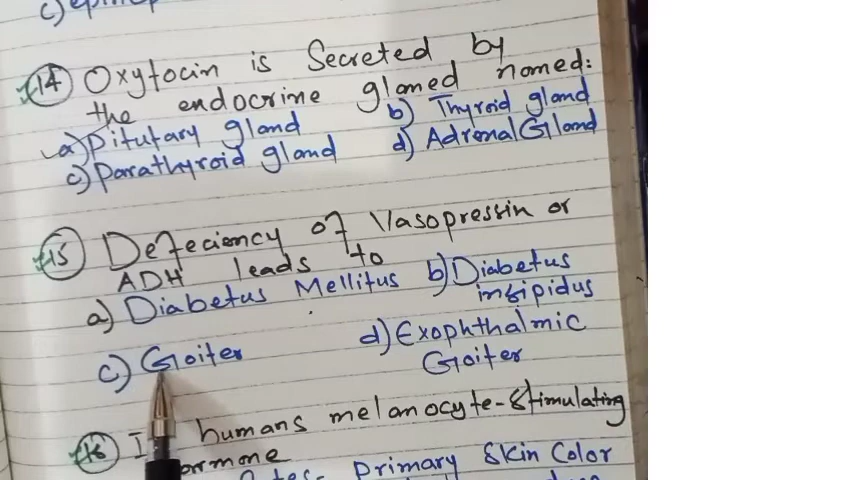 c)
14 Oxytocin is Secreted by
the endocrine glaned named:
a) Pitutary gland b) Thyroid gland
c) Parathyroid gland d) Adrenal Gland
15 Defeciency of Vasopressin or
ADH leads to
a) Diabetus Mellitus b) Diabetus
insipidus
c) Goiter d) Exophthalmic
Goiter
16 I humans melanocyte-Stimulating
ormone
Primary Skin Color